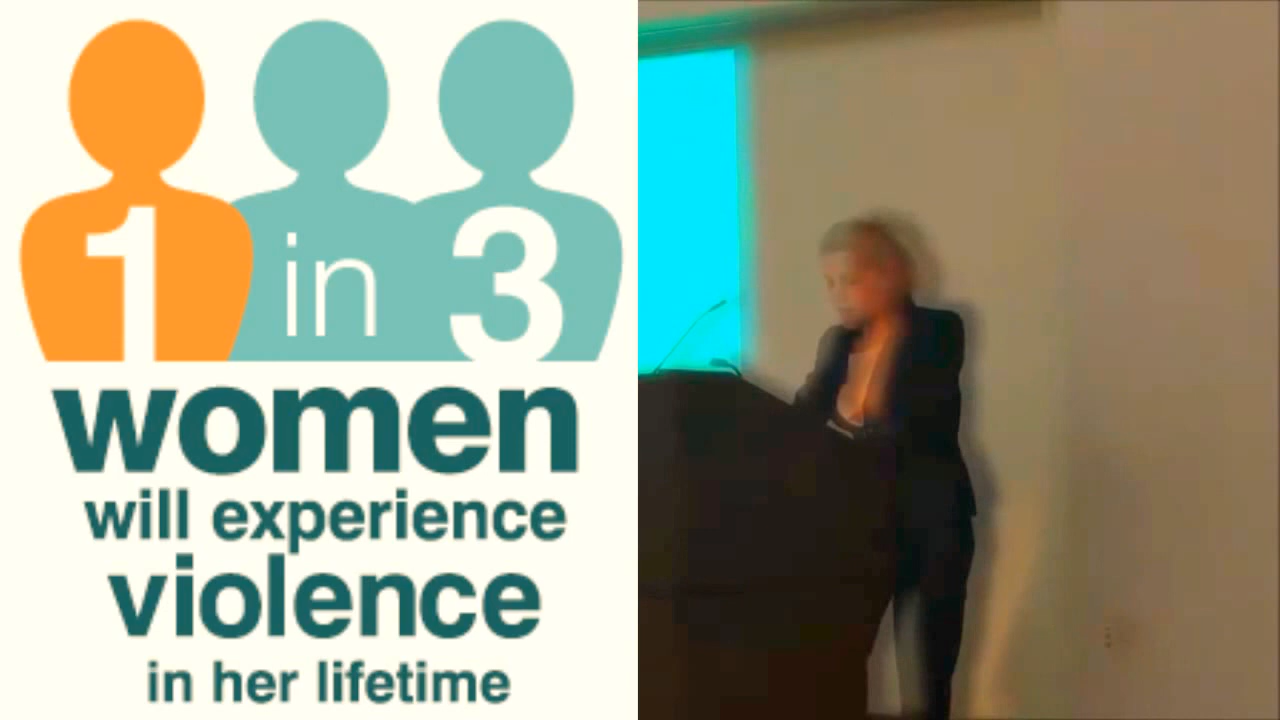 1 in 3
women
will experience
violence
in her lifetime